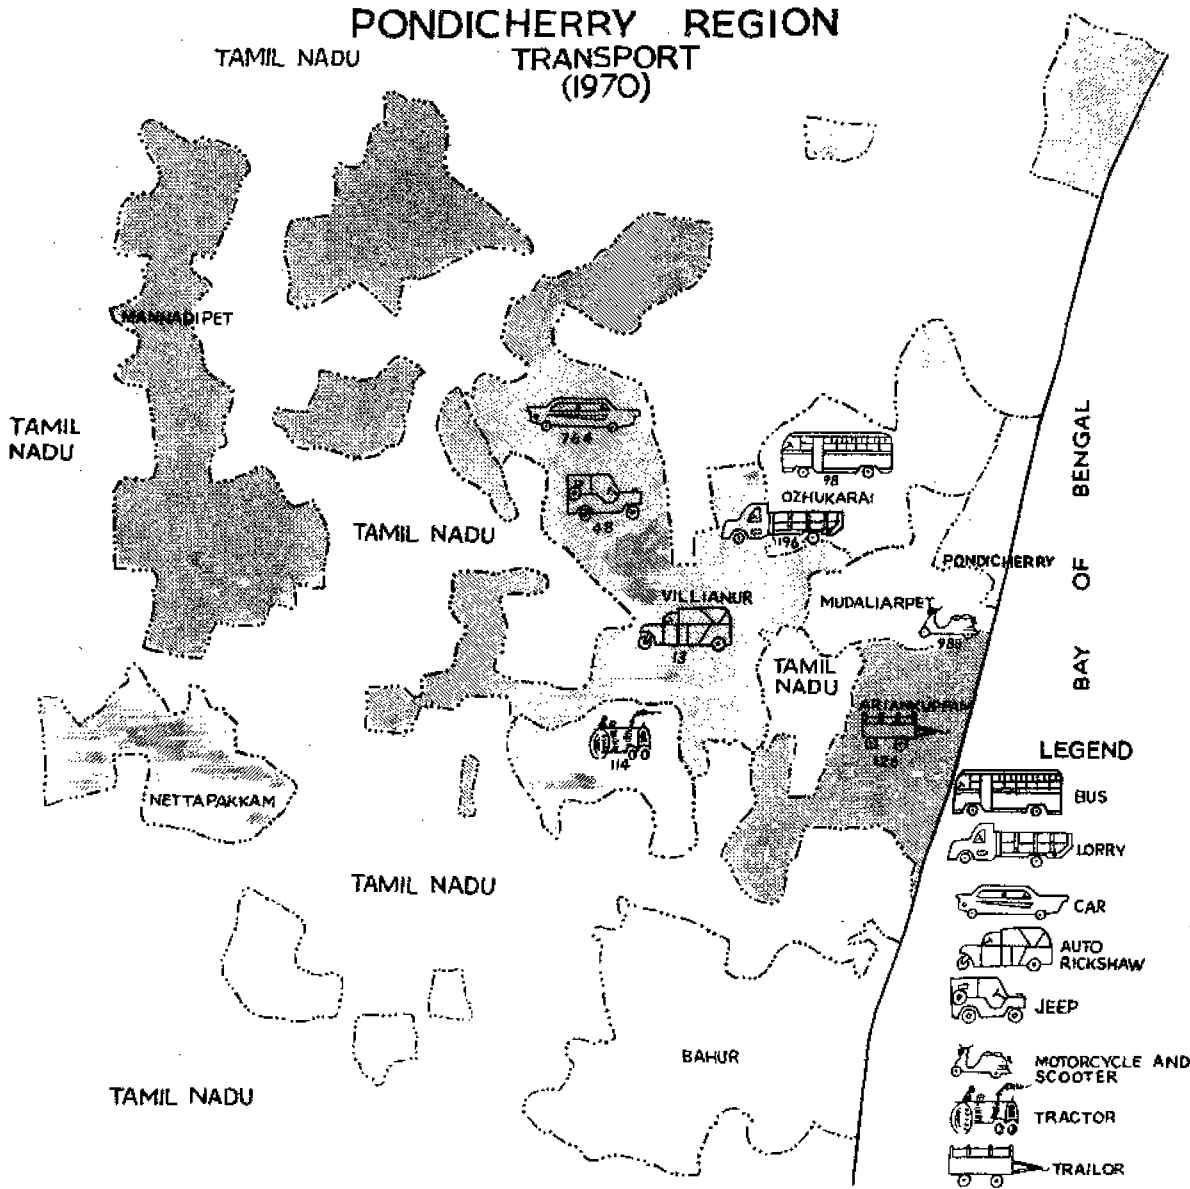 PONDICHERRY REGION
TAMIL NADU
TRANSPORT
(1970)
MANNADIPET
TAMIL
NADU
764
98
OZHUKARAI
48
196
TAMIL NADU
PONDICHERRY
VILLIANUR
MUDALIARPET
13
TAMIL
NADU
ARIANKUPPAM
114
126
NETTAPAKKAM
TAMIL NADU
BAHUR
TAMIL NADU
BAY OF BENGAL
LEGEND
BUS
LORRY
CAR
AUTO
RICKSHAW
JEEP
MOTORCYCLE AND
SCOOTER
TRACTOR
TRAILOR